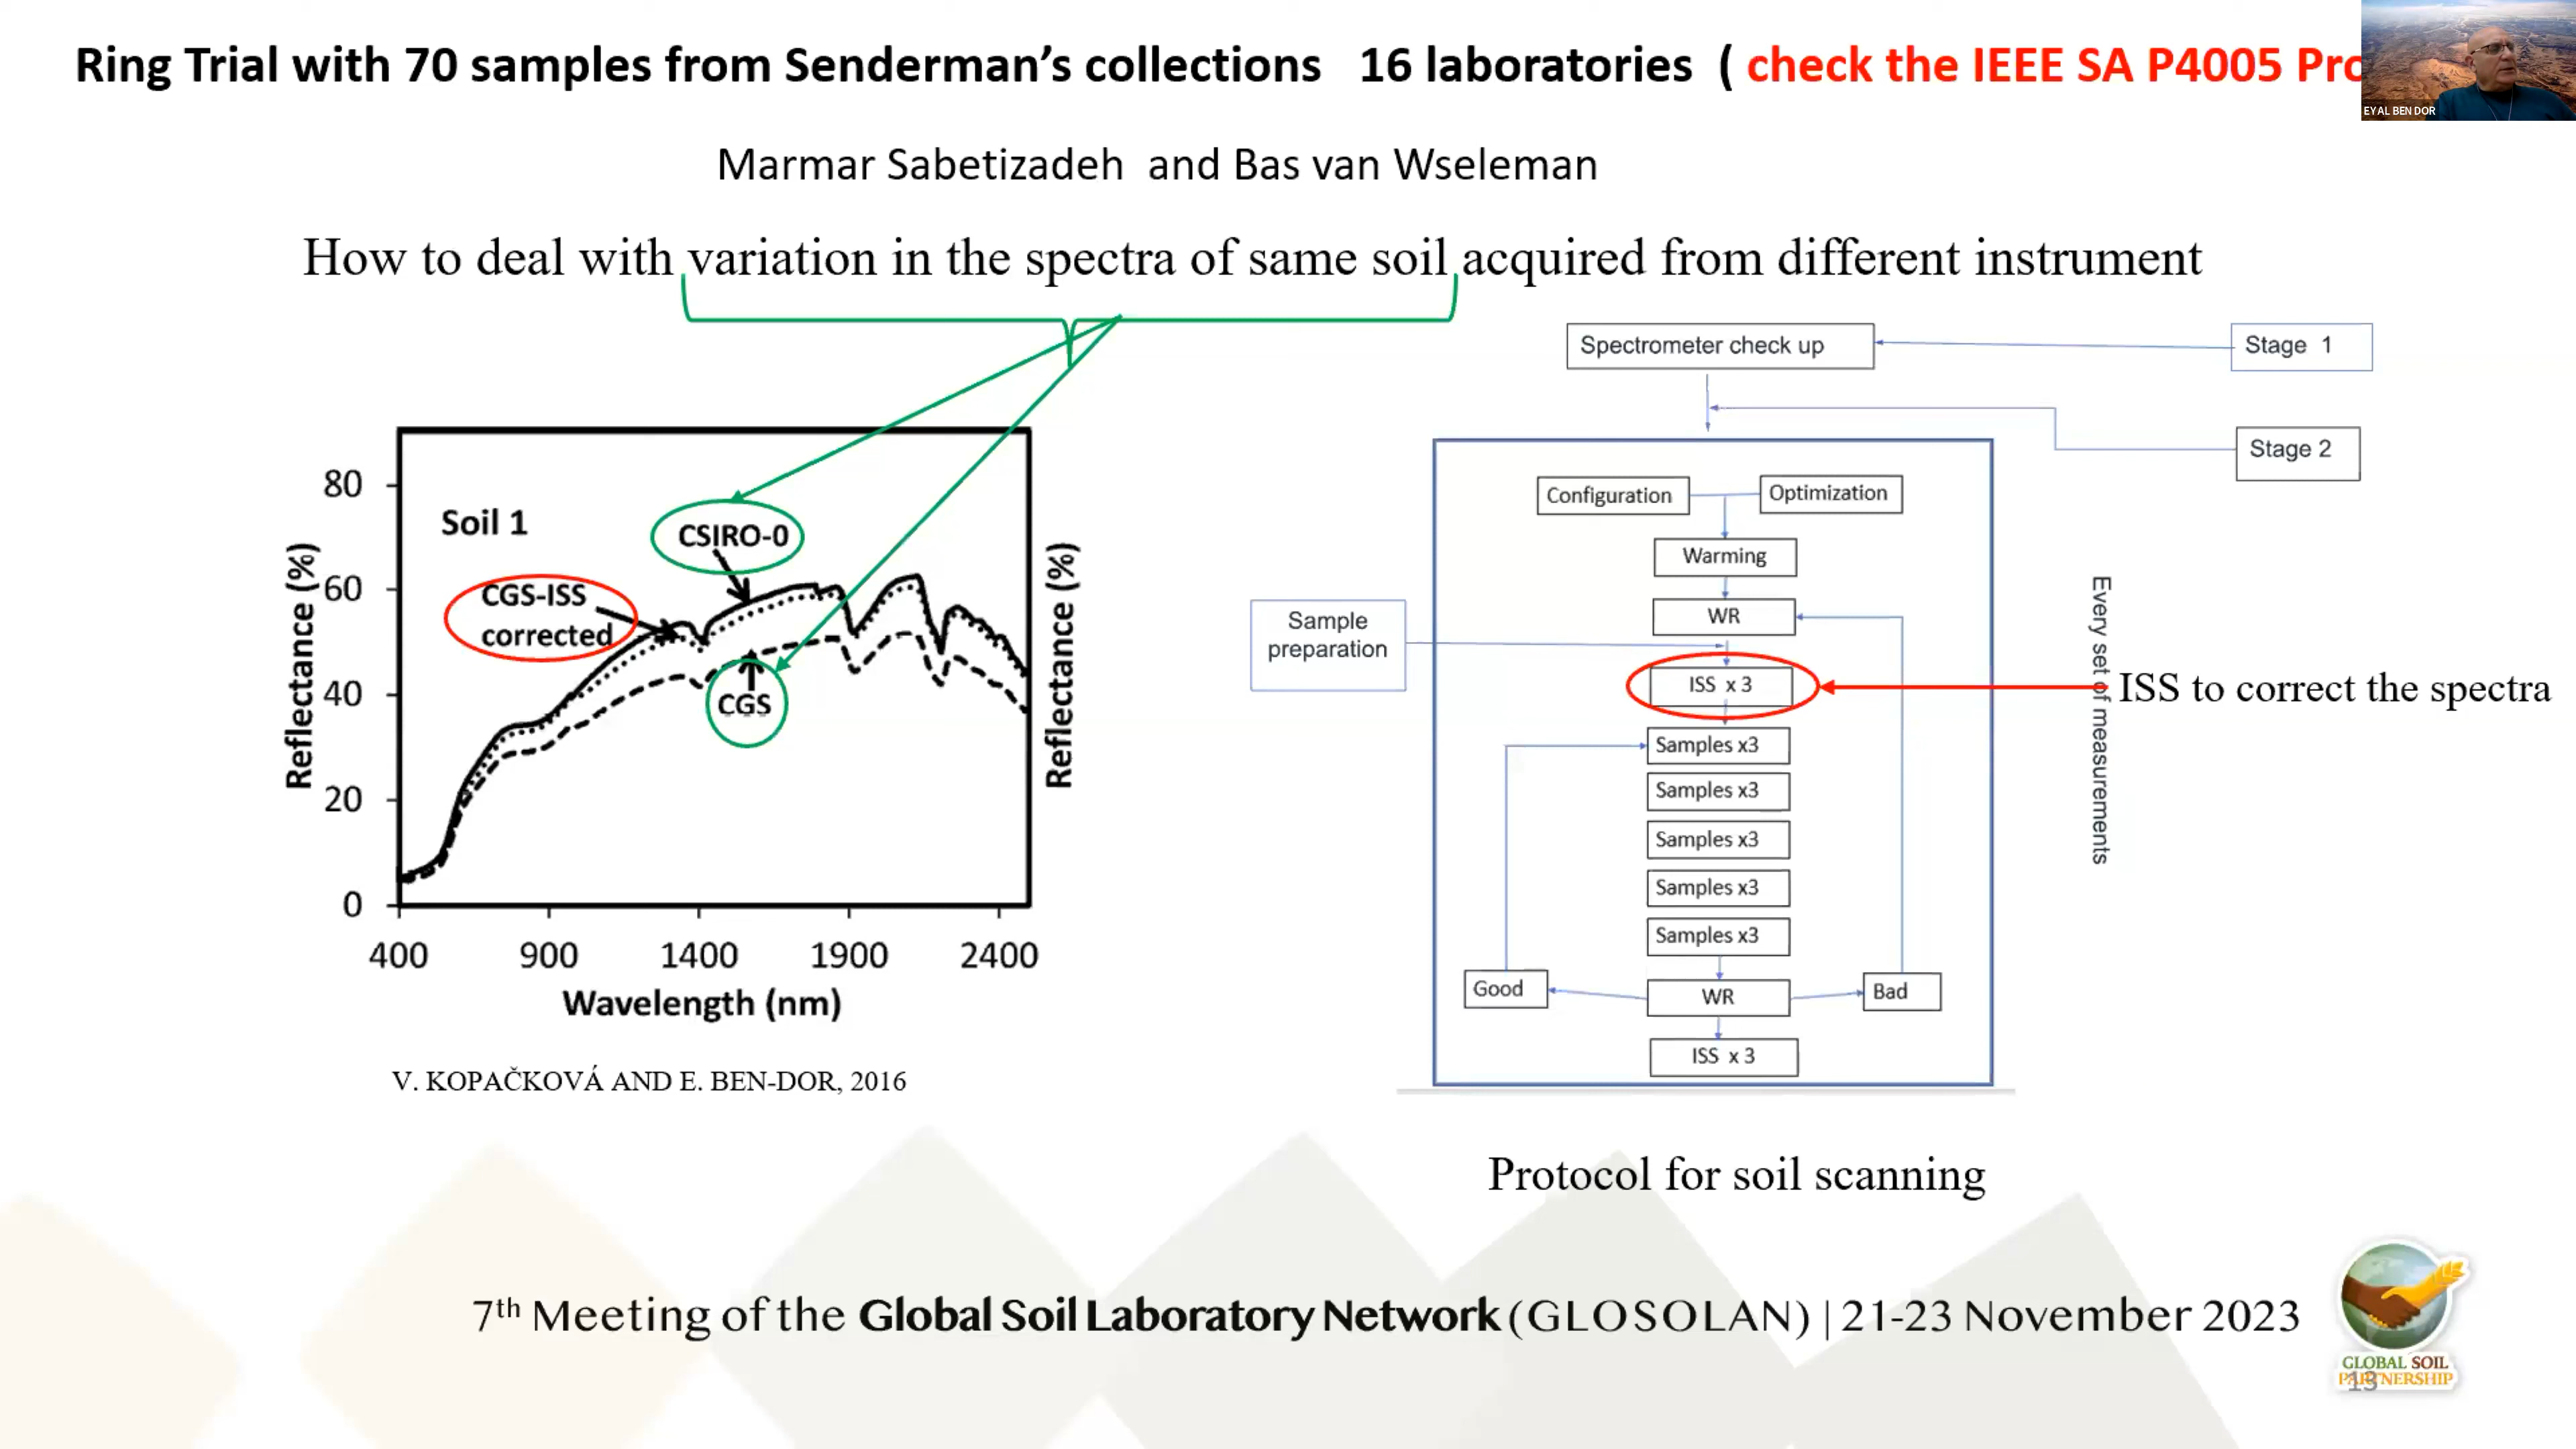 Ring Trial with 70 samples from Senderman's collections 16 laboratories ( check the IEEE SA P4005 Pro
EYAL BEN DOR
Marmar Sabetizadeh and Bas van Wseleman
How to deal with variation in the spectra of same soil acquired from different instrument
Reflectance (%)
80
60
40
20
0
Soil 1
CSIRO-0
CGS-ISS
corrected
CGS
400 900 1400 1900 2400
Wavelength (nm)
Reflectance (%)
V. KOPAČKOVÁ AND E. BEN-DOR, 2016
Spectrometer check up
Stage 1
Stage 2
Configuration
Optimization
Warming
WR
Sample
preparation
ISS x 3
Samples x3
Samples x3
Samples x3
Samples x3
Samples x3
Good
WR
Bad
ISS x 3
Every set of measurements
ISS to correct the spectra
Protocol for soil scanning
7th Meeting of the Global Soil Laboratory Network (GLOSOLAN) | 21-23 November 2023
GLOBAL SOIL
PARTNERSHIP
13